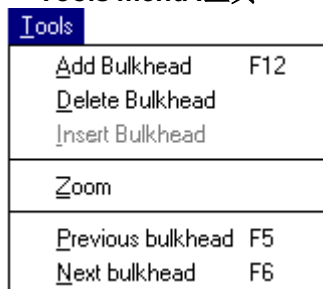 Tools
Add Bulkhead F12
Delete Bulkhead
Insert Bulkhead
Zoom
Previous bulkhead F5
Next bulkhead F6